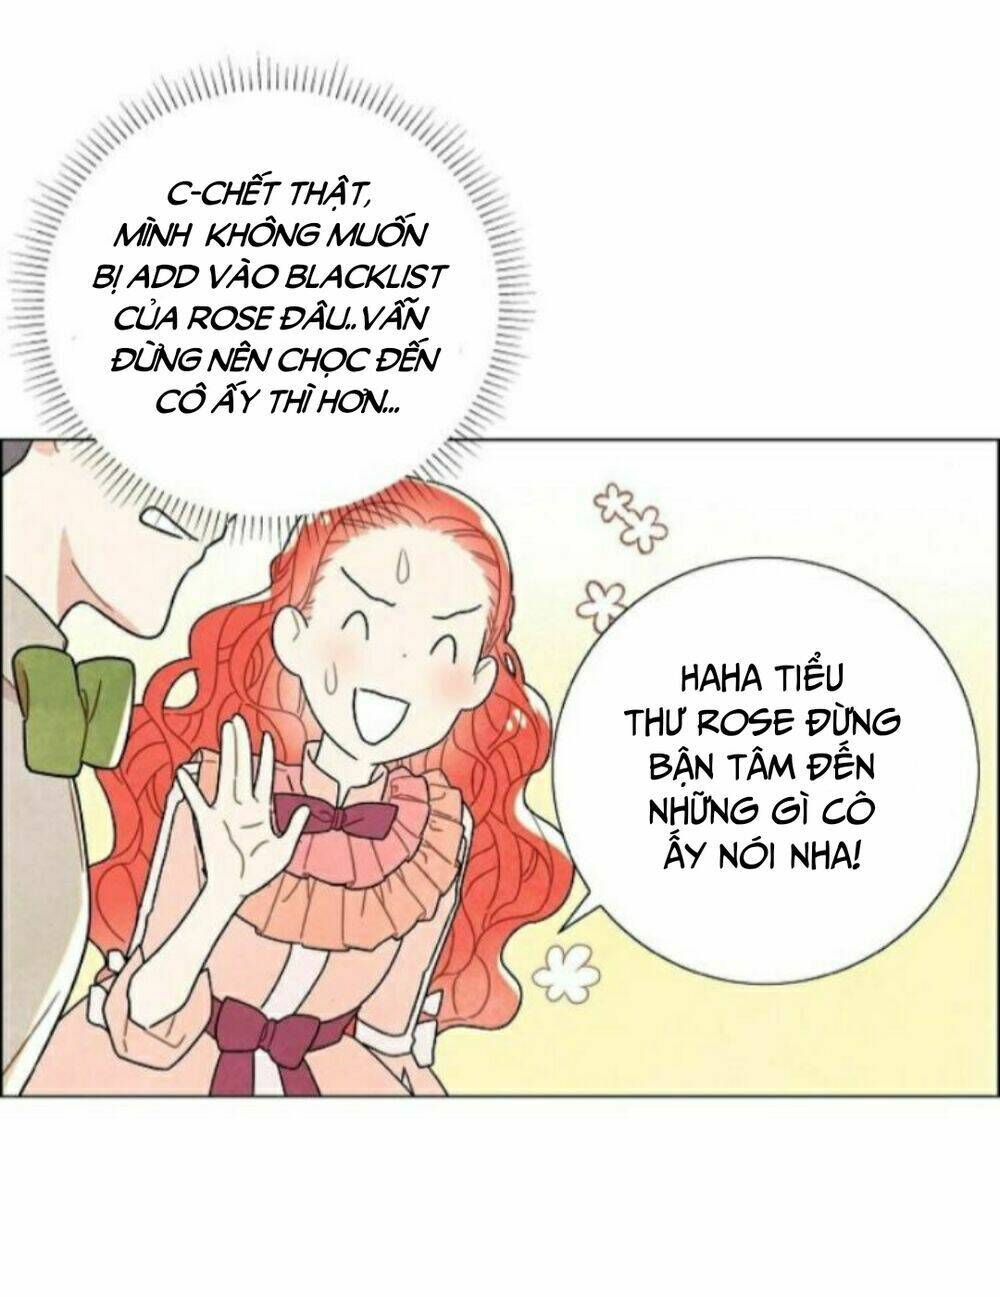 C-CHẾT THẬT,
MÌNH KHÔNG MUỐN
BỊ ADD VÀO BLACKLIST
CỦA ROSE ĐÂU..VẪN
ĐỪNG NÊN CHỌC ĐẾN
CÔ ẤY THÌ HƠN...
HAHA TIỂU
THƯ ROSE ĐỪNG
BẬN TÂM ĐẾN
NHỮNG GÌ CÔ
ẤY NÓI NHA!